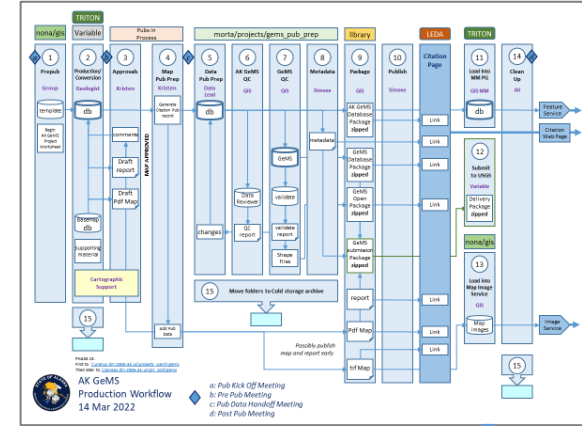 TRITON
nona/gis
Variable
Pubs in
Process
morta/projects/gems_pub_prep
library
LEDA
TRITON
a
1
Prepub
Group
2
Production/
Conversion
Geologist
b
3
Approvals
Kristen
4
Map
Pub Prep
Kristen
c
5
Data
Pub Prep
Data
Lead
6
AK GeMS
QC
GIS
7
GeMS
QC
GIS
8
Metadata
Simone
9
Package
GIS
10
Publish
Simone
Citation
Page
11
Load into
MM PG
GIS MM
14
Clean
Up
All
d
template
Begin
an GeMS
Project
Worksheet
db
comments
Draft
report
Draft
Pdf Map
Basemap
db
supporting
material
Cartographic
Support
15
MAP APPROVED
Generate
Citation Pub
record
Add Pub
Data
db
changes
Data
Reviewer
QC
report
GeMS
validate
validate
report
Shape
files
metadata
AK GeMS
Database
Package
zipped
GeMS
Database
Package
zipped
GeMS
Open
Package
zipped
GeMS
submission
Package
zipped
report
Pdf Map
tif Map
Link
Link
Link
Link
Link
Link
Link
db
12
Submit
to USGS
Variable
Delivery
Package
zipped
nona/gis
13
Load into
Map Image
Service
GIS
Map
images
15
Feature
Service
Citation
Web Page
Image
Service
15
Move folders to Cold storage archive
Possibly publish
map and report early
AK GeMS
Production Workflow
14 Mar 2022
a: Pub Kick Off Meeting
b: Pre Pub Meeting
c: Pub Data Handoff Meeting
d: Post Pub Meeting